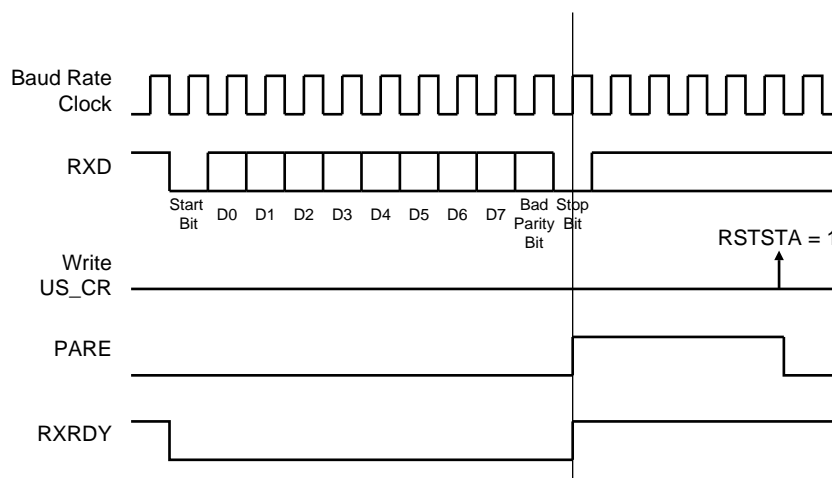 Baud Rate
Clock
RXD
Start
Bit
D0
D1
D2
D3
D4
D5
D6
D7
Bad
Parity
Bit
Stop
Bit
RSTSTA = 1
Write
US_CR
PARE
RXRDY